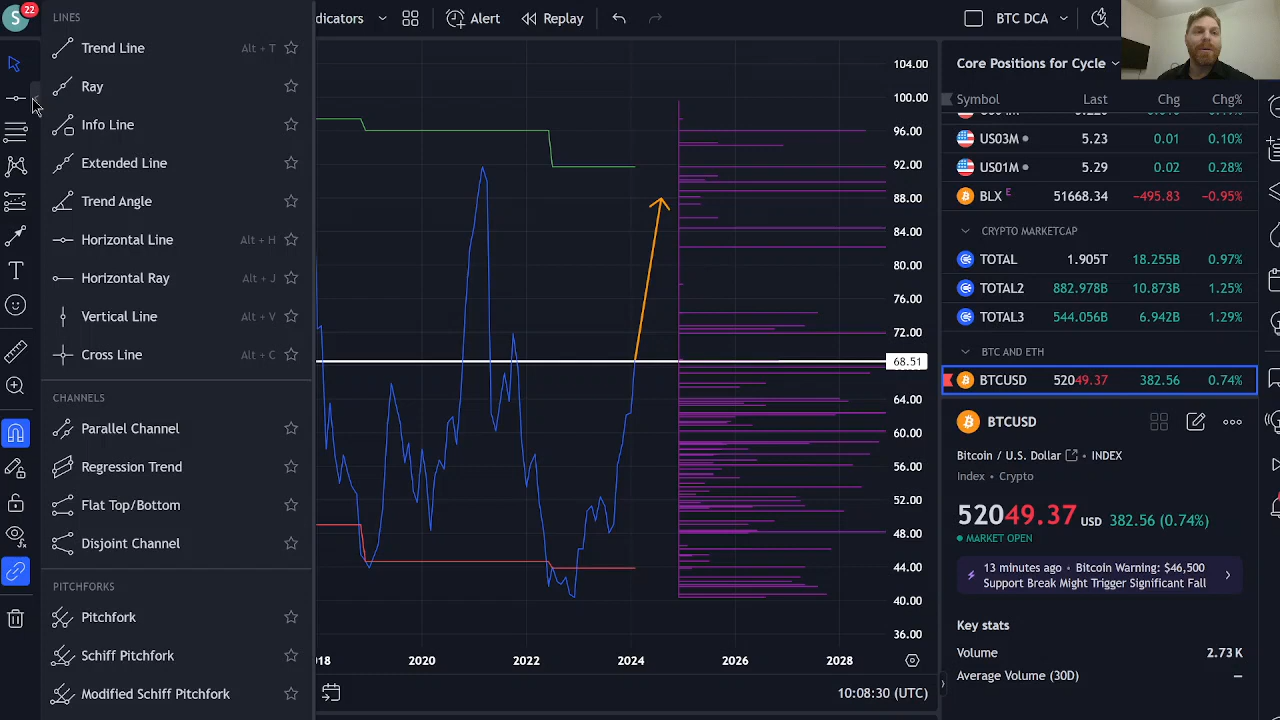 S
22
LINES
Trend Line Alt + T
Ray
Info Line
Extended Line
Trend Angle
Horizontal Line Alt + H
Horizontal Ray Alt + J
Vertical Line Alt + V
Cross Line Alt + C
CHANNELS
Parallel Channel
Regression Trend
Flat Top/Bottom
Disjoint Channel
PITCHFORKS
Pitchfork
Schiff Pitchfork
Modified Schiff Pitchfork
T
dicators
Alert
Replay
BTC DCA
104.00
100.00
96.00
92.00
88.00
84.00
80.00
76.00
72.00
68.51
64.00
60.00
56.00
52.00
48.00
44.00
40.00
36.00
18 2020 2022 2024 2026 2028
10:08:30 (UTC)
Core Positions for Cycle
Symbol Last Chg Chg%
US03M 5.23 0.01 0.10%
US01M 5.29 0.02 0.28%
BLX E 51668.34 -495.83 -0.95%
CRYPTO MARKETCAP
TOTAL 1.905T 18.255B 0.97%
TOTAL2 882.978B 10.873B 1.25%
TOTAL3 544.056B 6.942B 1.29%
BTC AND ETH
BTCUSD 52049.37 382.56 0.74%
BTCUSD
Bitcoin / U.S. Dollar • INDEX
Index • Crypto
52049.37 USD 382.56 (0.74%)
MARKET OPEN
13 minutes ago • Bitcoin Warning: $46,500
Support Break Might Trigger Significant Fall
Key stats
Volume 2.73K
Average Volume (30D) —